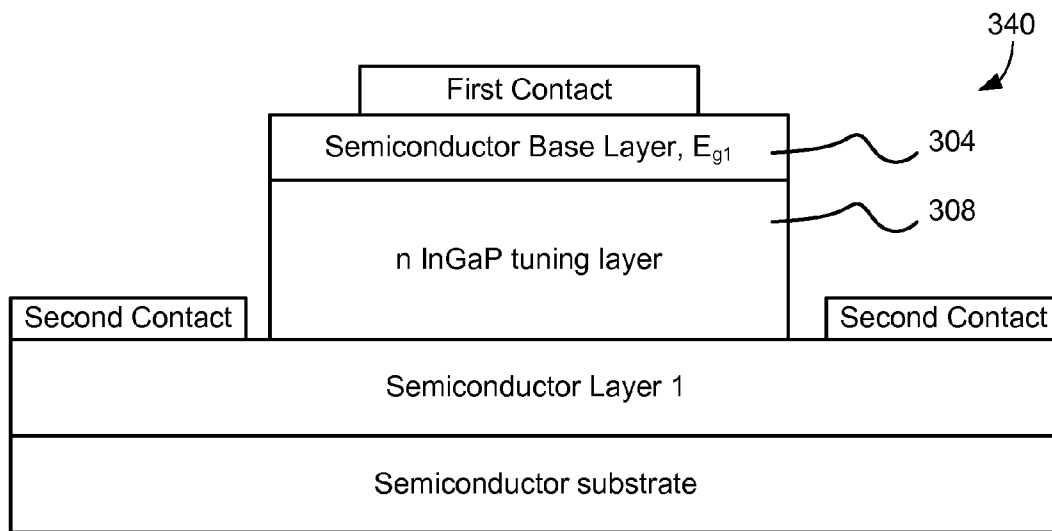 340
First Contact
Semiconductor Base Layer, Eg1
304
308
n InGaP tuning layer
Second Contact
Second Contact
Semiconductor Layer 1
Semiconductor substrate